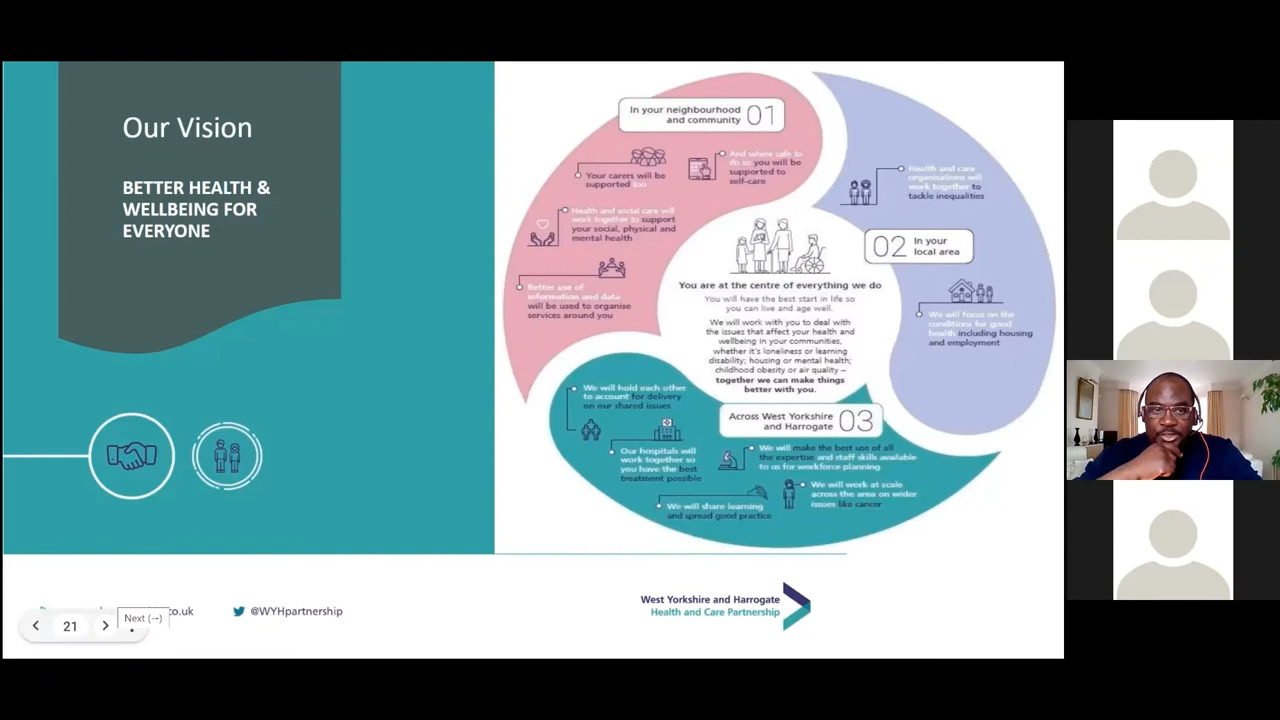 Our Vision
BETTER HEALTH &
WELLBEING FOR
EVERYONE
In your neighbourhood
and community 01
Your carers will be
supported too
And where safe to
do so you will be
supported to
self-care
Health and social care will
work together to support
your social, physical and
mental health
Better use of
information and data
will be used to organise
services around you
Health and care
organisations will
work together to
tackle inequalities
02 In your
local area
We will focus on the
conditions for good
health including housing
and employment
You are at the centre of everything we do
You will have the best start in life so
you can live and age well.
We will work with you to deal with
the issues that affect your health and
wellbeing in your communities,
whether it's loneliness or learning
disability; housing or mental health;
childhood obesity or air quality –
together we can make things
better with you.
Across West Yorkshire
and Harrogate 03
We will hold each other
to account for delivery
on our shared issues
Our hospitals will
work together so
you have the best
treatment possible
We will make the best use of all
the expertise and staff skills available
to us for workforce planning
We will work at scale
across the area on wider
issues like cancer
We will share learning
and spread good practice
co.uk
@WYHpartnership
West Yorkshire and Harrogate
Health and Care Partnership
21
Next (→)